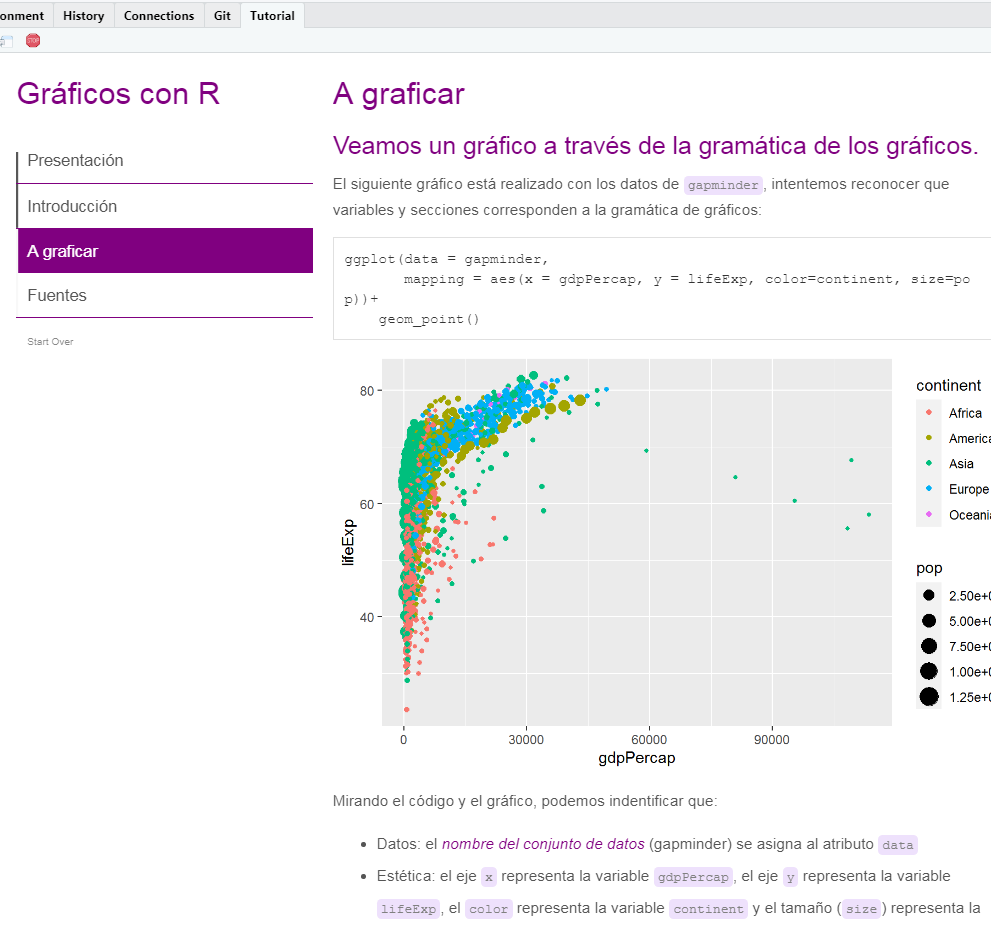 onment History Connections Git Tutorial
STOP
Gráficos con R
Presentación
Introducción
A graficar
Fuentes
Start Over
A graficar
Veamos un gráfico a través de la gramática de los gráficos.
El siguiente gráfico está realizado con los datos de gapminder, intentemos reconocer que
variables y secciones corresponden a la gramática de gráficos:
ggplot(data = gapminder,
mapping = aes(x = gdpPercap, y = lifeExp, color=continent, size=po
p))+
geom_point()
80
60
40
lifeExp
0 30000 60000 90000
gdpPercap
continent
Africa
America
Asia
Europe
Oceani
pop
2.50e+0
5.00e+0
7.50e+0
1.00e+0
1.25e+0
Mirando el código y el gráfico, podemos indentificar que:
• Datos: el nombre del conjunto de datos (gapminder) se asigna al atributo data
• Estética: el eje x representa la variable gdpPercap, el eje y representa la variable
lifeExp, el color representa la variable continent y el tamaño (size) representa la